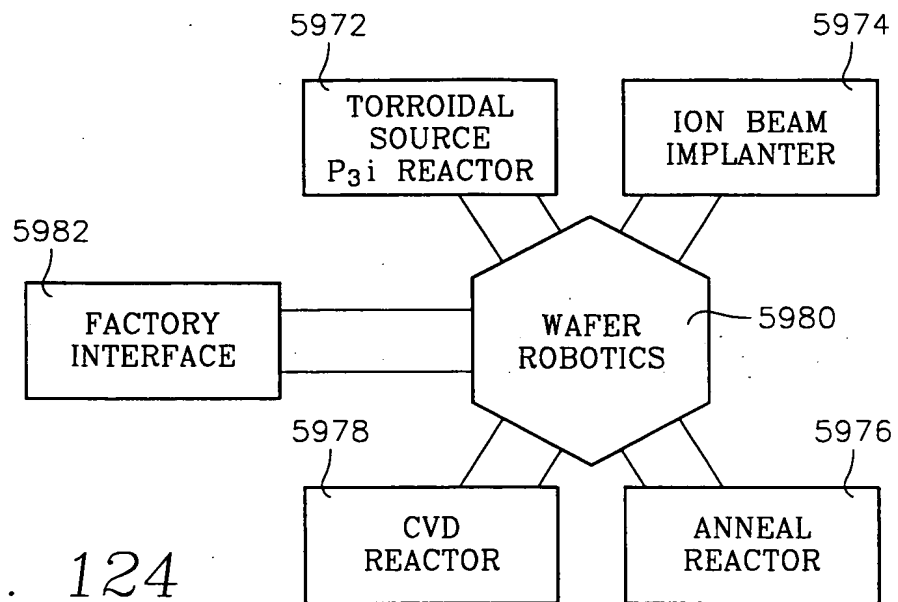 5972
5974
TORROIDAL
SOURCE
P₃i REACTOR
ION BEAM
IMPLANTER
5982
FACTORY
INTERFACE
WAFER
ROBOTICS
5980
5978
5976
CVD
REACTOR
ANNEAL
REACTOR
. 124